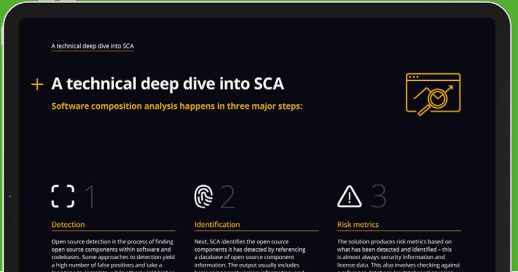 A technical deep dive into SCA
A technical deep dive into SCA
Software composition analysis happens in three major steps:
1
Detection
Open source detection is the process of finding
open source components within software and
codebases. Some approaches to detection yield
a high number of false positives and take a
2
Identification
Next, SCA identifies the open source
components it has detected by referencing
a database of open source component
information. The output usually includes
3
Risk metrics
The solution produces risk metrics based on
what has been detected and identified – this
is almost always security information and
license data. This also involves checking against